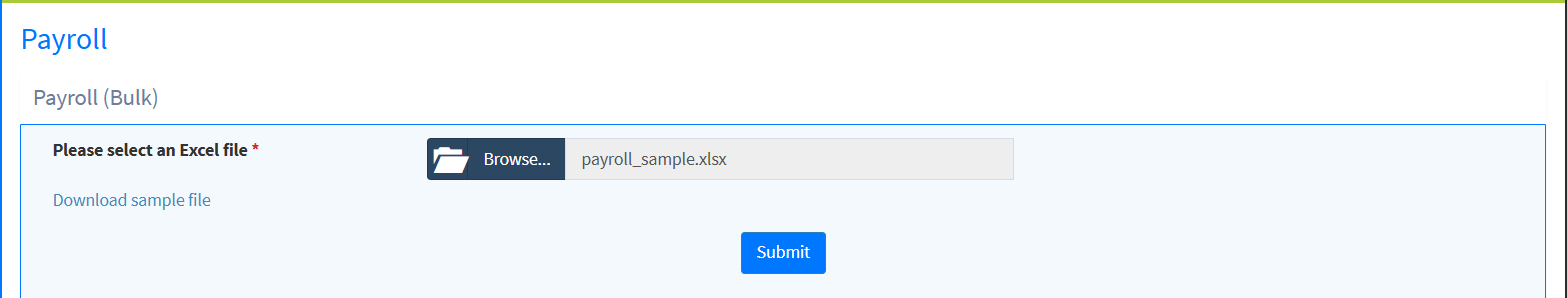 Payroll
Payroll (Bulk)
Please select an Excel file *
Browse... payroll_sample.xlsx
Download sample file
Submit